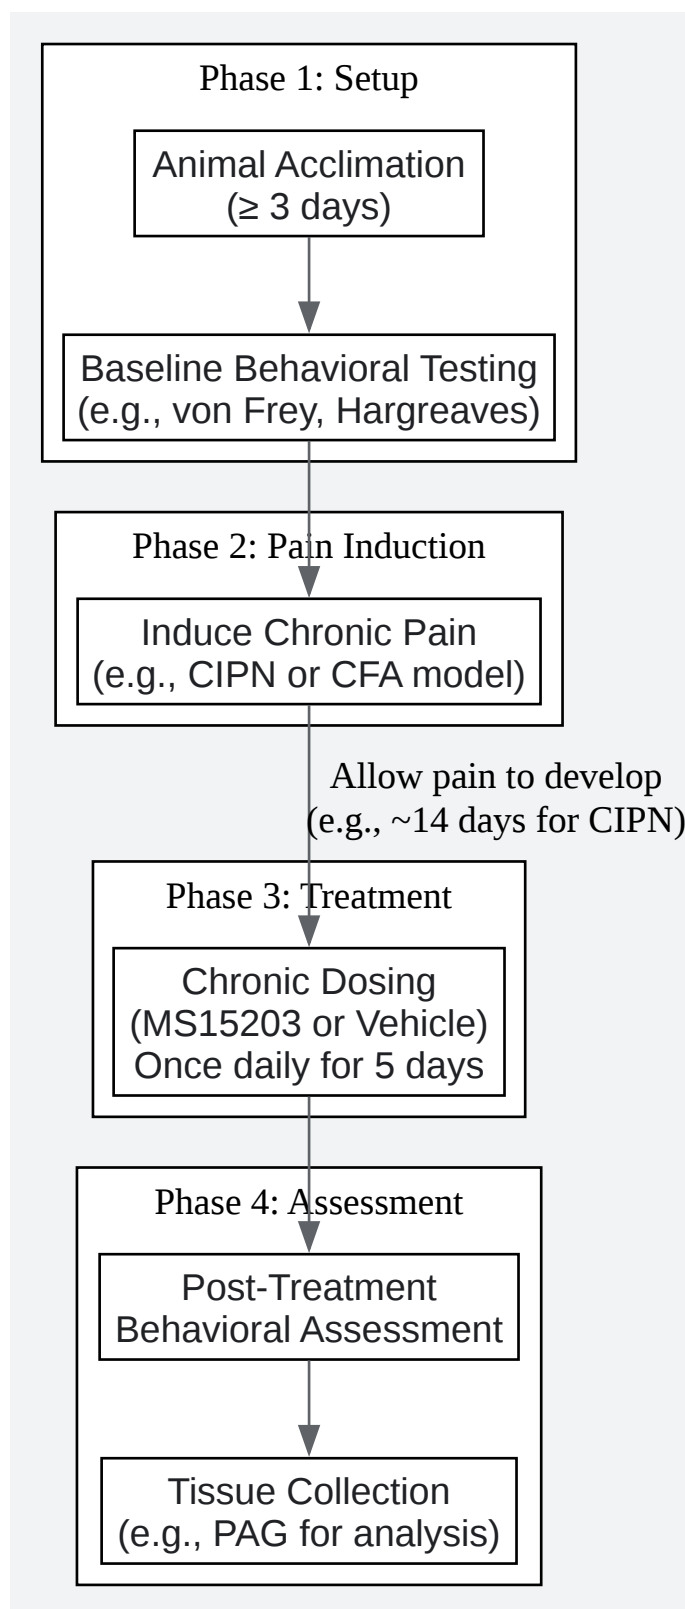 Phase 1: Setup
Animal Acclimation
(≥ 3 days)
Baseline Behavioral Testing
(e.g., von Frey, Hargreaves)
Phase 2: Pain Induction
Induce Chronic Pain
(e.g., CIPN or CFA model)
Allow pain to develop
(e.g., ~14 days for CIPN)
Phase 3: Treatment
Chronic Dosing
(MS15203 or Vehicle)
Once daily for 5 days
Phase 4: Assessment
Post-Treatment
Behavioral Assessment
Tissue Collection
(e.g., PAG for analysis)